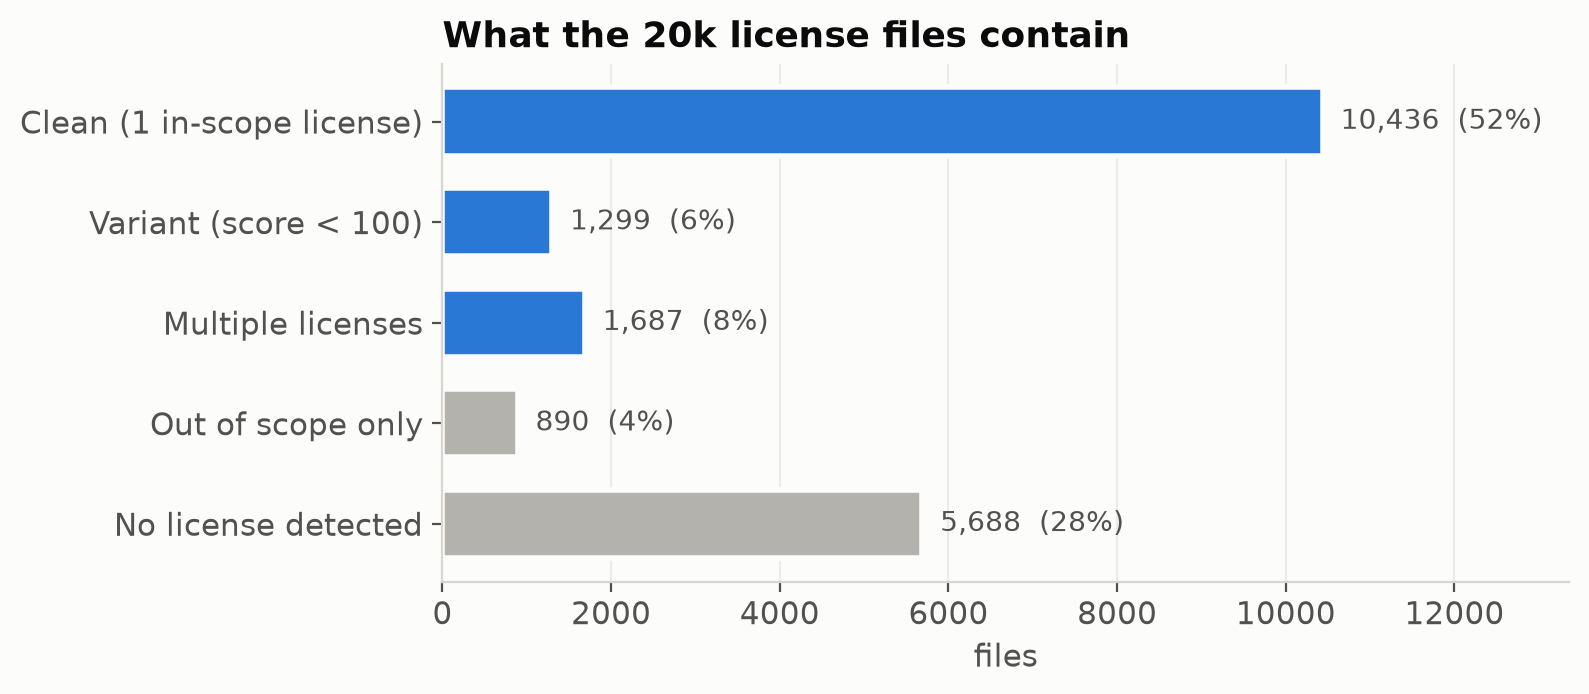 What the 20k license files contain
Clean (1 in-scope license)
10,436 (52%)
Variant (score < 100)
1,299 (6%)
Multiple licenses
1,687 (8%)
Out of scope only
890 (4%)
No license detected
5,688 (28%)
0 2000 4000 6000 8000 10000 12000
files